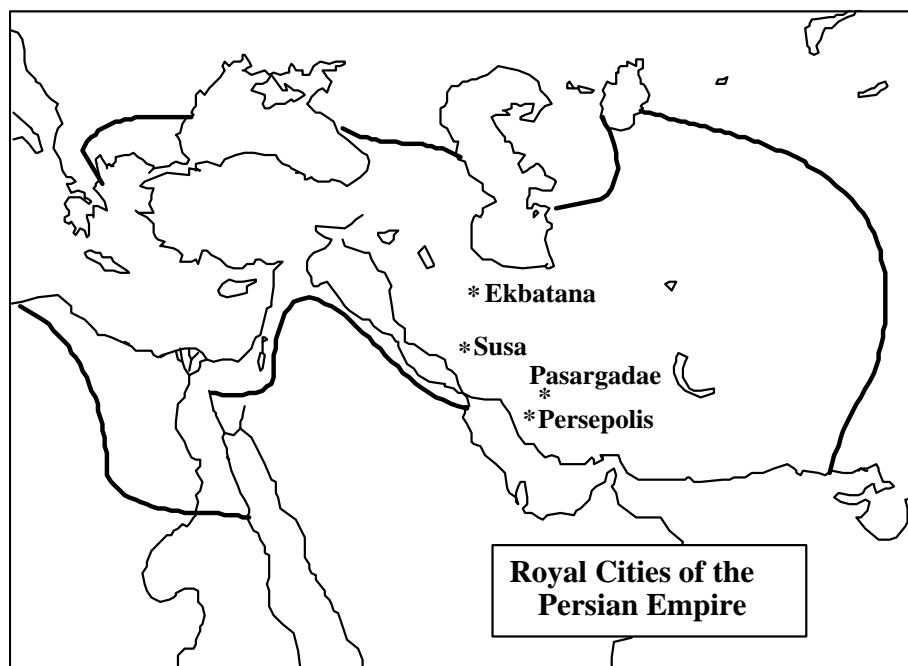 * Ekbatana
* Susa
Pasargadae
*
* Persepolis
Royal Cities of the
Persian Empire